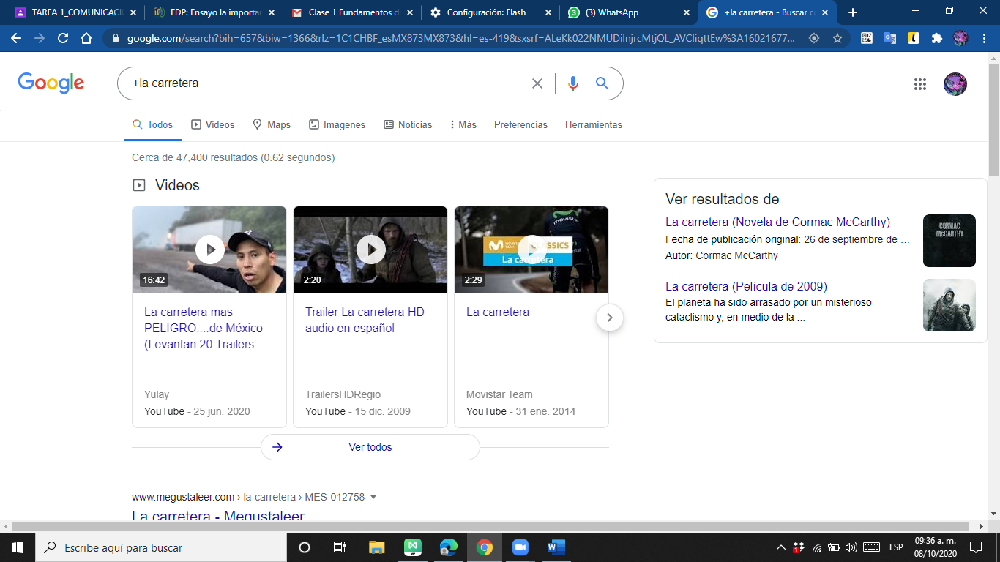 TAREA 1_COMUNICACI
FDP: Ensayo la importan
Clase 1 Fundamentos d
Configuración: Flash
(3) WhatsApp
+la carretera - Buscar c
google.com/search?bih=657&biw=1366&rlz=1C1CHBF_esMX873MX873&hl=es-419&sxsrf=ALeKk022NMUDiInjrcMtjQL_AVCIiqttEw%3A16021677...
Google
+la carretera
Todos
Videos
Maps
Imágenes
Noticias
Más
Preferencias
Herramientas
Cerca de 47,400 resultados (0.62 segundos)
Videos
16:42
La carretera mas
PELIGRO....de México
(Levantan 20 Trailers ...
Yulay
YouTube - 25 jun. 2020
2:20
Trailer La carretera HD
audio en español
TrailersHDRegio
YouTube - 15 dic. 2009
movistar
MOVISTAR TEAM CLASSICS
La carretera
2:29
La carretera
Movistar Team
YouTube - 31 ene. 2014
Ver todos
Ver resultados de
La carretera (Novela de Cormac McCarthy)
Fecha de publicación original: 26 de septiembre de ...
Autor: Cormac McCarthy
CORMAC
McCARTHY
La carretera (Película de 2009)
El planeta ha sido arrasado por un misterioso
cataclismo y, en medio de la ...
www.megustaleer.com › la-carretera › MES-012758
La carretera - Megustaleer
Escribe aquí para buscar
ESP
09:36 a. m.
08/10/2020